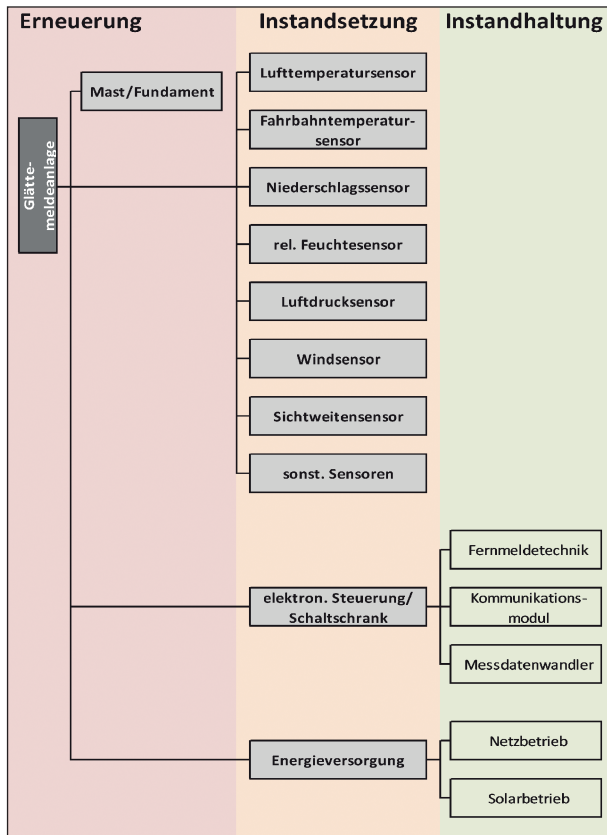 Erneuerung
Instandsetzung
Instandhaltung
Glätte-
meldeanlage
Mast/Fundament
Lufttemperatursensor
Fahrbahntemperatur-
sensor
Niederschlagssensor
rel. Feuchtesensor
Luftdrucksensor
Windsensor
Sichtweitensensor
sonst. Sensoren
elektron. Steuerung/
Schaltschrank
Fernmeldetechnik
Kommunikations-
modul
Messdatenwandler
Energieversorgung
Netzbetrieb
Solarbetrieb